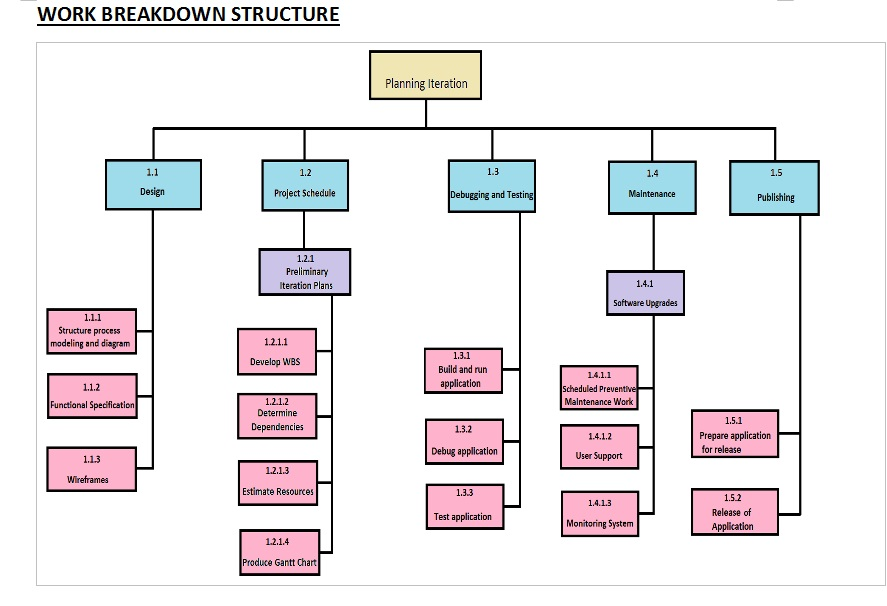 WORK BREAKDOWN STRUCTURE
Planning Iteration
1.1
Design
1.2
Project Schedule
1.3
Debugging and Testing
1.4
Maintenance
1.5
Publishing
1.2.1
Preliminary
Iteration Plans
1.4.1
Software Upgrades
1.1.1
Structure process
modeling and diagram
1.1.2
Functional Specification
1.1.3
Wireframes
1.2.1.1
Develop WBS
1.2.1.2
Determine
Dependencies
1.2.1.3
Estimate Resources
1.2.1.4
Produce Gantt Chart
1.3.1
Build and run
application
1.3.2
Debug application
1.3.3
Test application
1.4.1.1
Scheduled Preventive
Maintenance Work
1.4.1.2
User Support
1.4.1.3
Monitoring System
1.5.1
Prepare application
for release
1.5.2
Release of
Application